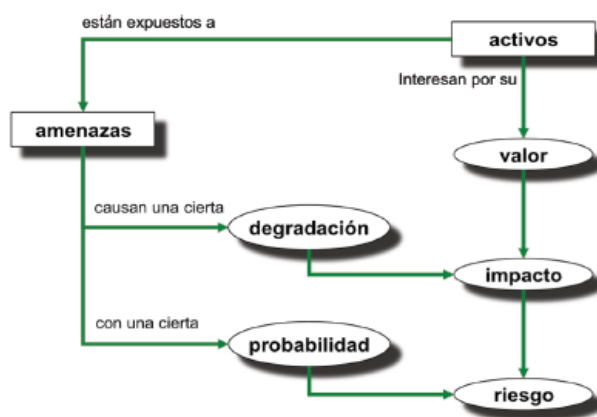 están expuestos a
activos
Interesan por su
amenazas
valor
causan una cierta
degradación
impacto
con una cierta
probabilidad
riesgo